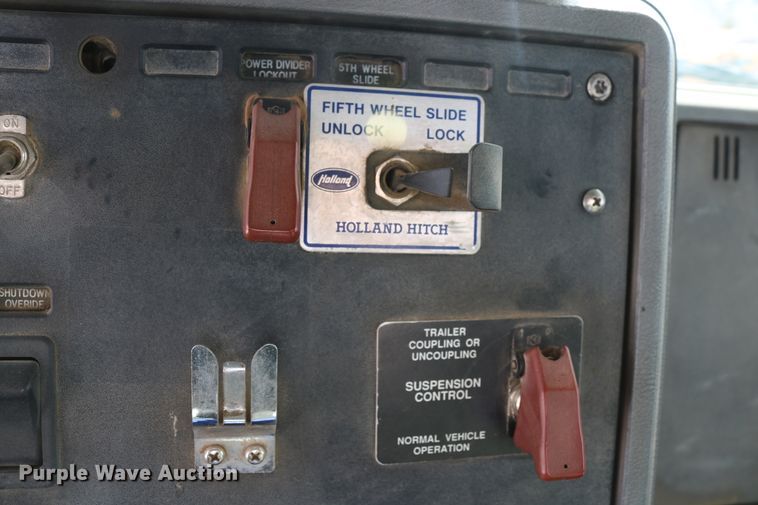 POWER DIVIDER
LOCKOUT
5TH WHEEL
SLIDE
FIFTH WHEEL SLIDE
UNLOCK LOCK
ON
OFF
Holland
HOLLAND HITCH
SHUTDOWN
OVERIDE
TRAILER
COUPLING OR
UNCOUPLING
SUSPENSION
CONTROL
NORMAL VEHICLE
OPERATION
Purple Wave Auction